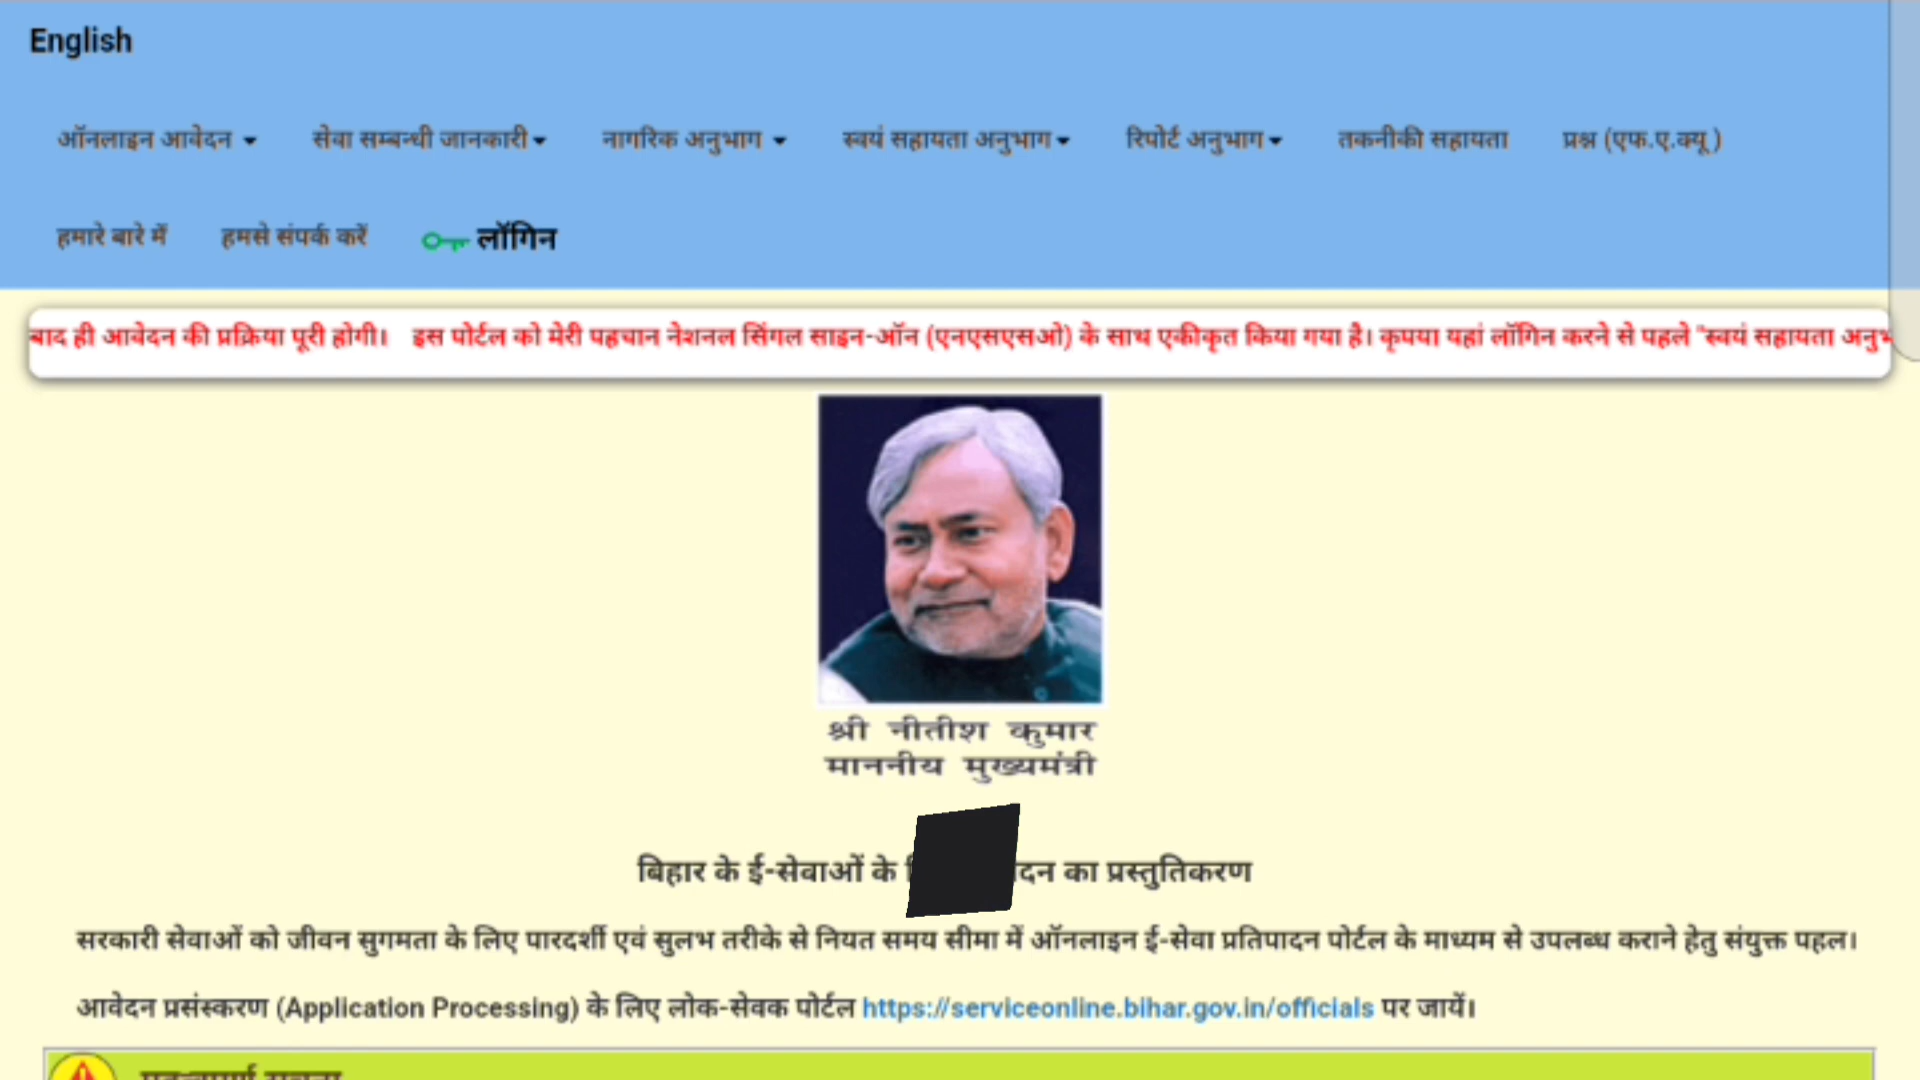 English
ऑनलाइन आवेदन सेवा सम्बन्धी जानकारी नागरिक अनुभाग स्वयं सहायता अनुभाग रिपोर्ट अनुभाग तकनीकी सहायता प्रश्न (एफ.ए.क्यू )
हमारे बारे में हमसे संपर्क करें लॉगिन
बाद ही आवेदन की प्रक्रिया पूरी होगी। इस पोर्टल को मेरी पहचान नेशनल सिंगल साइन-ऑन (एनएसएसओ) के साथ एकीकृत किया गया है। कृपया यहां लॉगिन करने से पहले "स्वयं सहायता
श्री नीतीश कुमार
माननीय मुख्यमंत्री
बिहार के ई-सेवाओं के का प्रस्तुतिकरण
सरकारी सेवाओं को जीवन सुगमता के लिए पारदर्शी एवं सुलभ तरीके से नियत समय सीमा में ऑनलाइन ई-सेवा प्रतिपादन पोर्टल के माध्यम से उपलब्ध कराने हेतु संयुक्त पहल।
आवेदन प्रसंस्करण (Application Processing) के लिए लोक-सेवक पोर्टल https://serviceonline.bihar.gov.in/officials पर जायें।